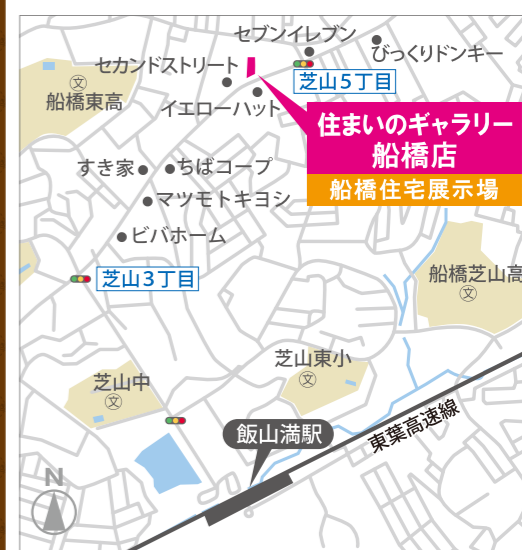 セブンイレブン
びっくりドンキー
セカンドストリート
芝山5丁目
文
船橋東高
イエローハット
住まいのギャラリー
船橋店
船橋住宅展示場
すき家
ちばコープ
マツモトキヨシ
ビバホーム
芝山3丁目
船橋芝山高
文
芝山東小
文
芝山中
文
飯山満駅
東葉高速線
N